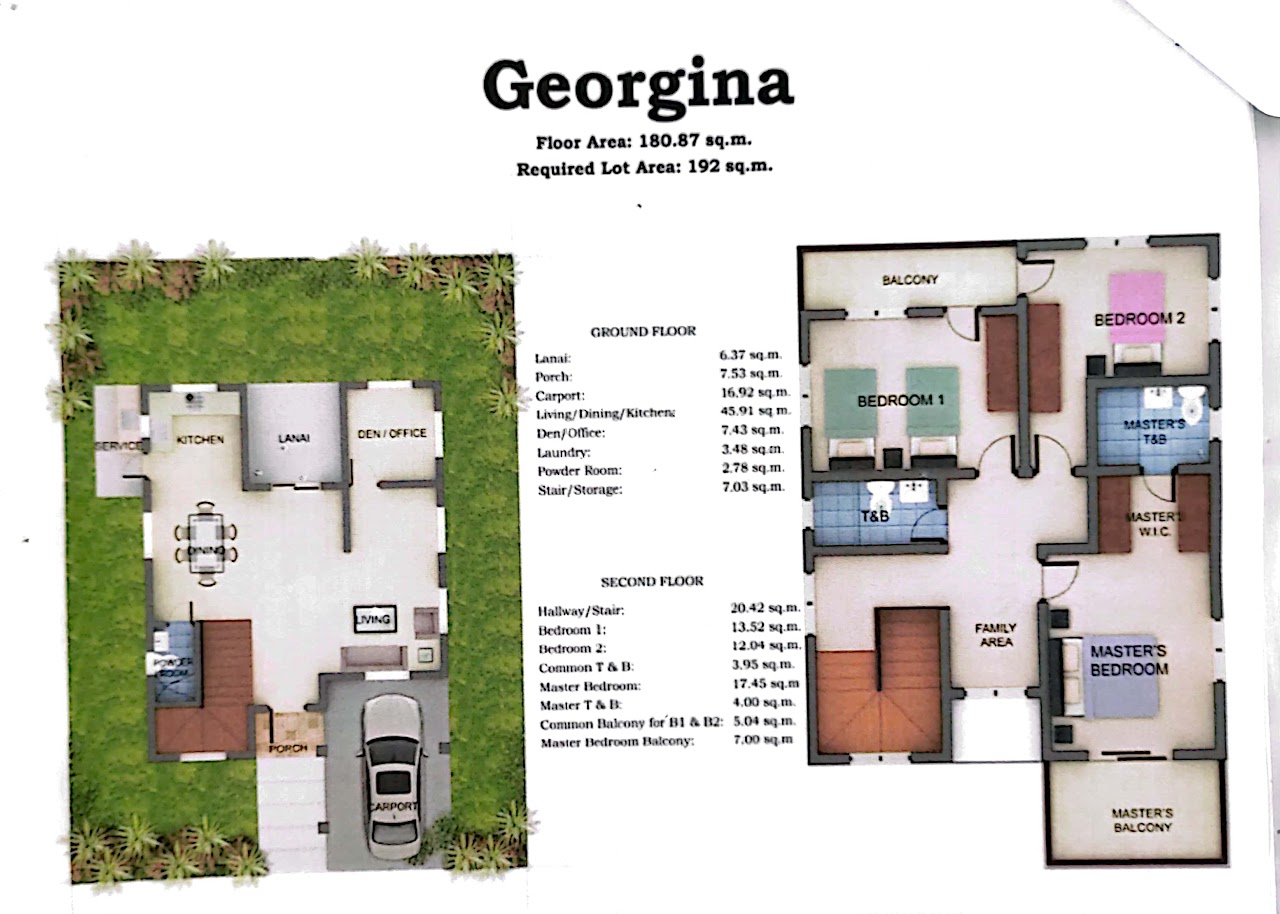 Georgina
Floor Area: 180.87 sq.m.
Required Lot Area: 192 sq.m.
GROUND FLOOR
Lanai: 6.37 sq.m.
Porch: 7.53 sq.m.
Carport: 16.92 sq.m.
Living/Dining/Kitchen: 45.91 sq.m.
Den/Office: 7.43 sq.m.
Laundry: 3.48 sq.m.
Powder Room: 2.78 sq.m.
Stair/Storage: 7.03 sq.m.
SECOND FLOOR
Hallway/Stair: 20.42 sq.m.
Bedroom 1: 13.52 sq.m.
Bedroom 2: 12.04 sq.m.
Common T & B: 3.95 sq.m.
Master Bedroom: 17.45 sq.m
Master T & B: 4.00 sq.m.
Common Balcony for B1 & B2: 5.04 sq.m.
Master Bedroom Balcony: 7.00 sq.m
SERVICE
KITCHEN
LANAI
DEN / OFFICE
DINING
LIVING
POWDER
ROOM
PORCH
CARPORT
BALCONY
BEDROOM 2
BEDROOM 1
MASTER'S
T&B
T&B
MASTER'S
W.I.C.
FAMILY
AREA
MASTER'S
BEDROOM
MASTER'S
BALCONY